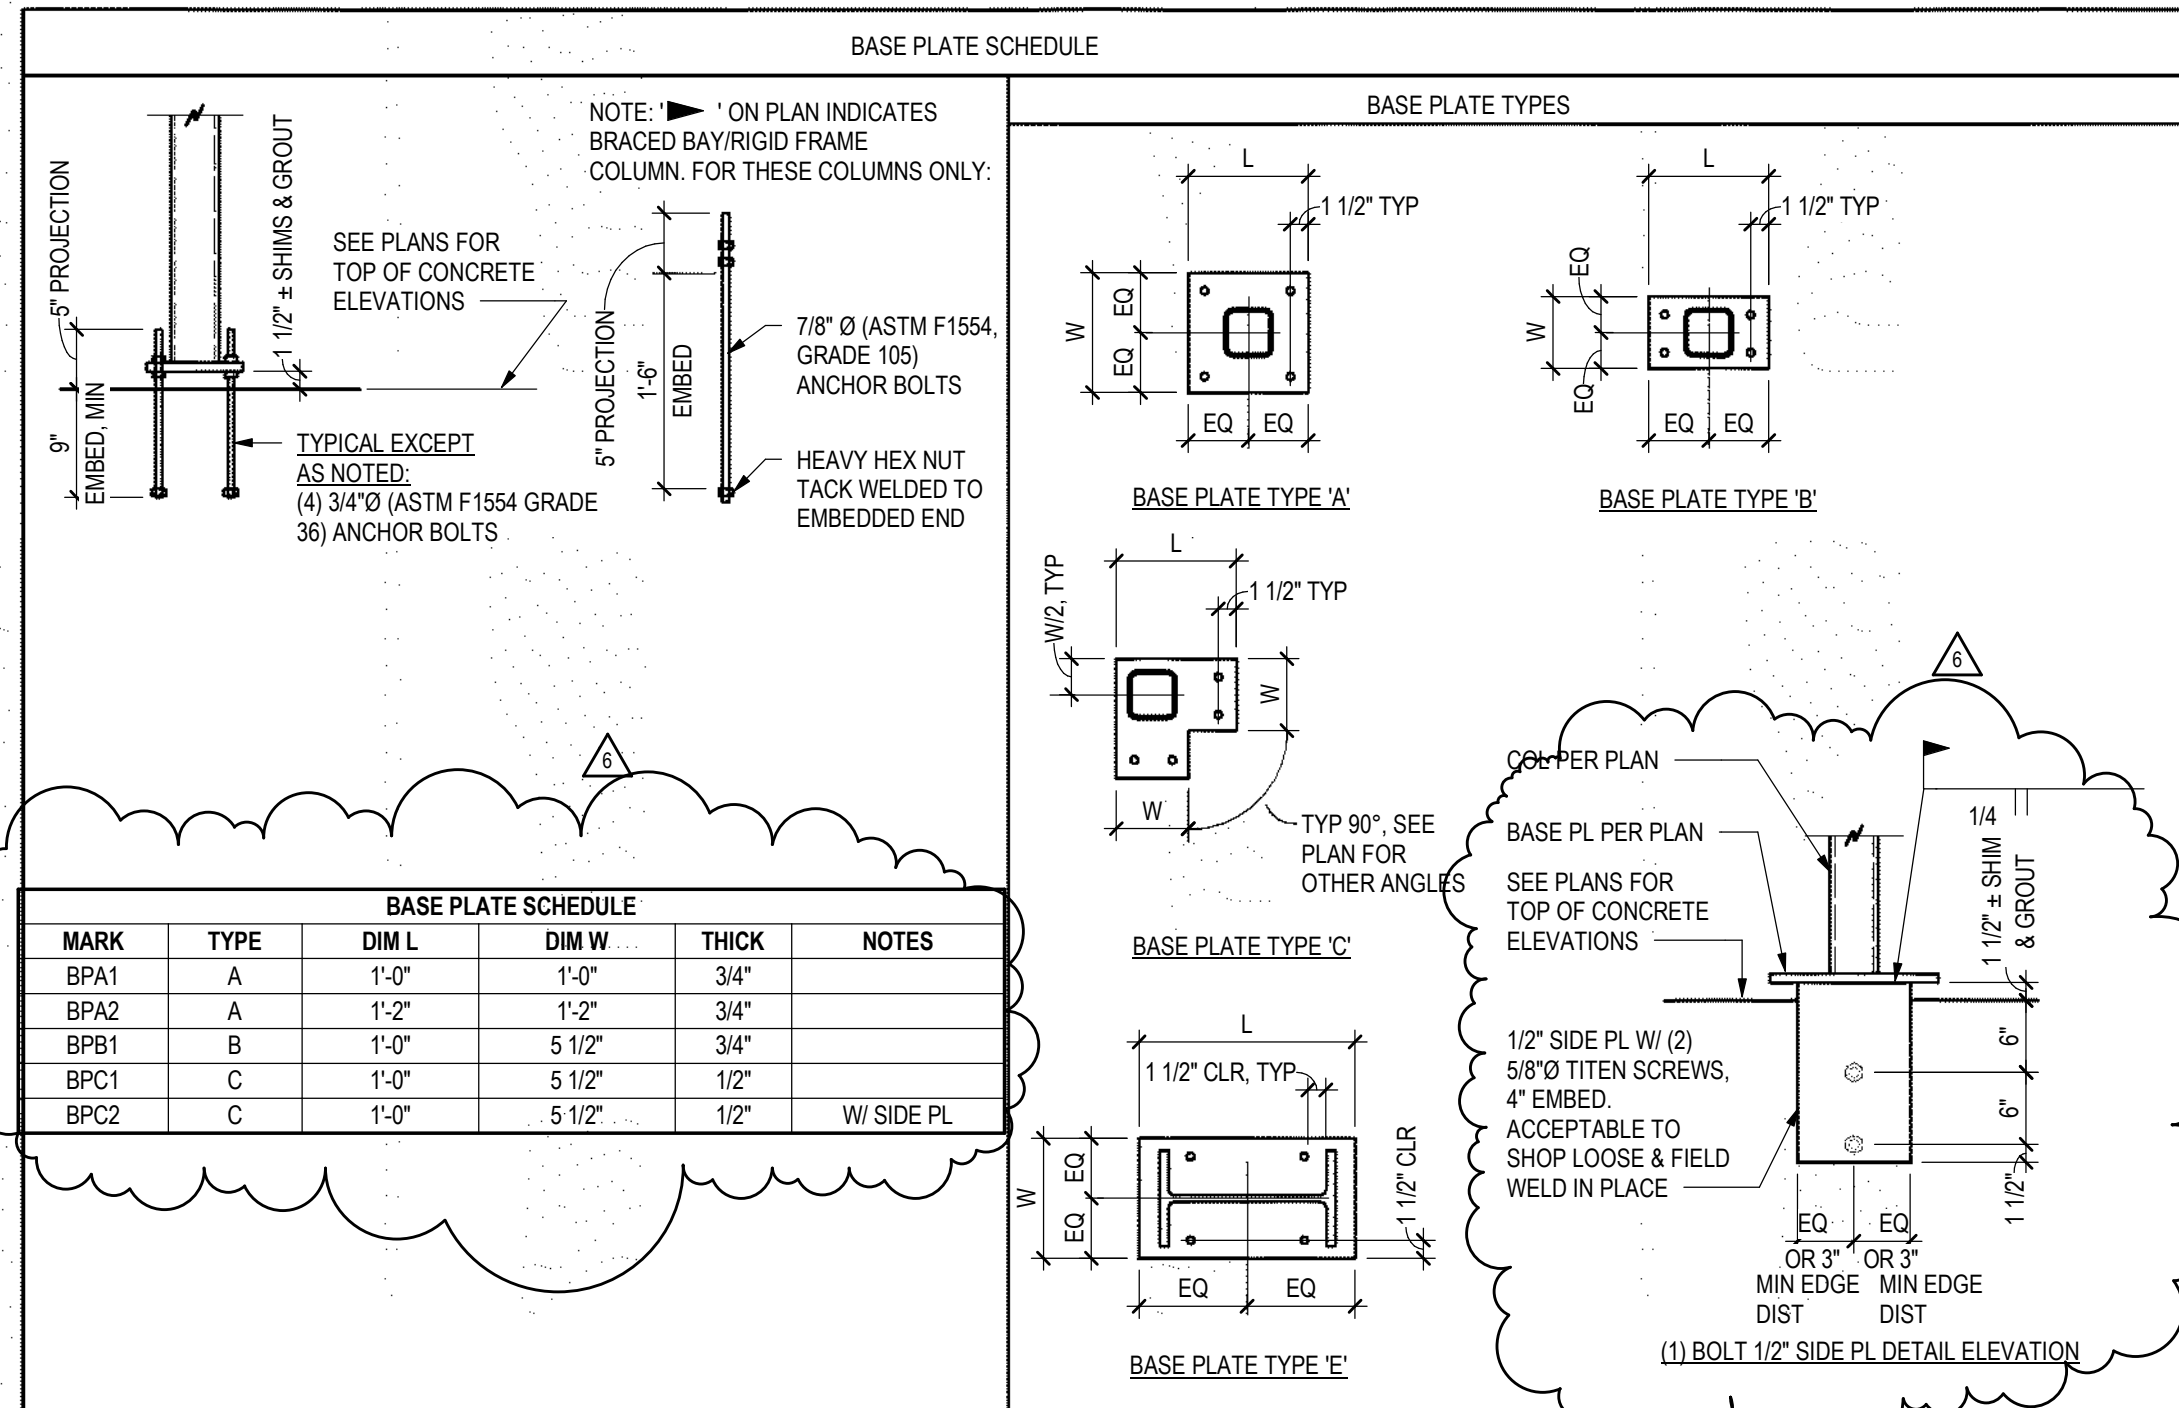 BASE PLATE SCHEDULE
5" PROJECTION
1 1/2" ± SHIMS & GROUT
9"
EMBED, MIN
SEE PLANS FOR
TOP OF CONCRETE
ELEVATIONS
TYPICAL EXCEPT
AS NOTED:
(4) 3/4"Ø (ASTM F1554 GRADE
36) ANCHOR BOLTS
NOTE: '► ' ON PLAN INDICATES
BRACED BAY/RIGID FRAME
COLUMN. FOR THESE COLUMNS ONLY:
5" PROJECTION
1'-6"
EMBED
7/8" Ø (ASTM F1554,
GRADE 105)
ANCHOR BOLTS
HEAVY HEX NUT
TACK WELDED TO
EMBEDDED END
6
BASE PLATE SCHEDULE
MARK TYPE DIM L DIM W THICK NOTES
BPA1 A 1'-0" 1'-0" 3/4"
BPA2 A 1'-2" 1'-2" 3/4"
BPB1 B 1'-0" 5 1/2" 3/4"
BPC1 C 1'-0" 5 1/2" 1/2"
BPC2 C 1'-0" 5 1/2" 1/2" W/ SIDE PL
BASE PLATE TYPES
L
1 1/2" TYP
W
EQ
EQ
EQ EQ
BASE PLATE TYPE 'A'
L
1 1/2" TYP
EQ
W
EQ
EQ EQ
BASE PLATE TYPE 'B'
L
W/2, TYP
1 1/2" TYP
W
W
TYP 90°, SEE
PLAN FOR
OTHER ANGLES
BASE PLATE TYPE 'C'
L
1 1/2" CLR, TYP
W
EQ
EQ
1 1/2" CLR
EQ EQ
BASE PLATE TYPE 'E'
6
COL PER PLAN
1/4
BASE PL PER PLAN
SEE PLANS FOR
TOP OF CONCRETE
ELEVATIONS
1 1/2" ± SHIM
& GROUT
1/2" SIDE PL W/ (2)
5/8"Ø TITEN SCREWS,
4" EMBED.
ACCEPTABLE TO
SHOP LOOSE & FIELD
WELD IN PLACE
6"
6"
1 1/2"
EQ EQ
OR 3" OR 3"
MIN EDGE MIN EDGE
DIST DIST
(1) BOLT 1/2" SIDE PL DETAIL ELEVATION